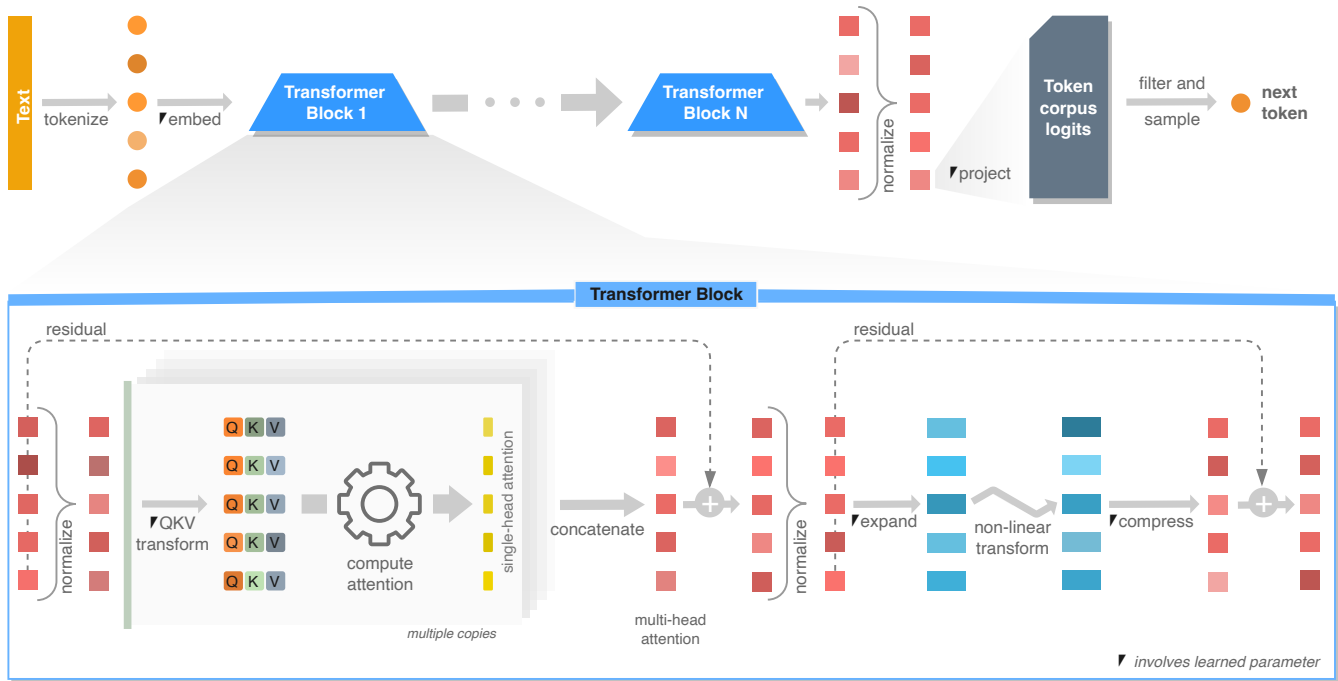 Text
tokenize
embed
Transformer
Block 1
Transformer
Block N
normalize
project
Token
corpus
logits
filter and
sample
next
token
Transformer Block
residual
normalize
QKV
transform
Q K V
Q K V
Q K V
Q K V
Q K V
compute
attention
single-head attention
multiple copies
concatenate
multi-head
attention
residual
normalize
expand
non-linear
transform
compress
involves learned parameter